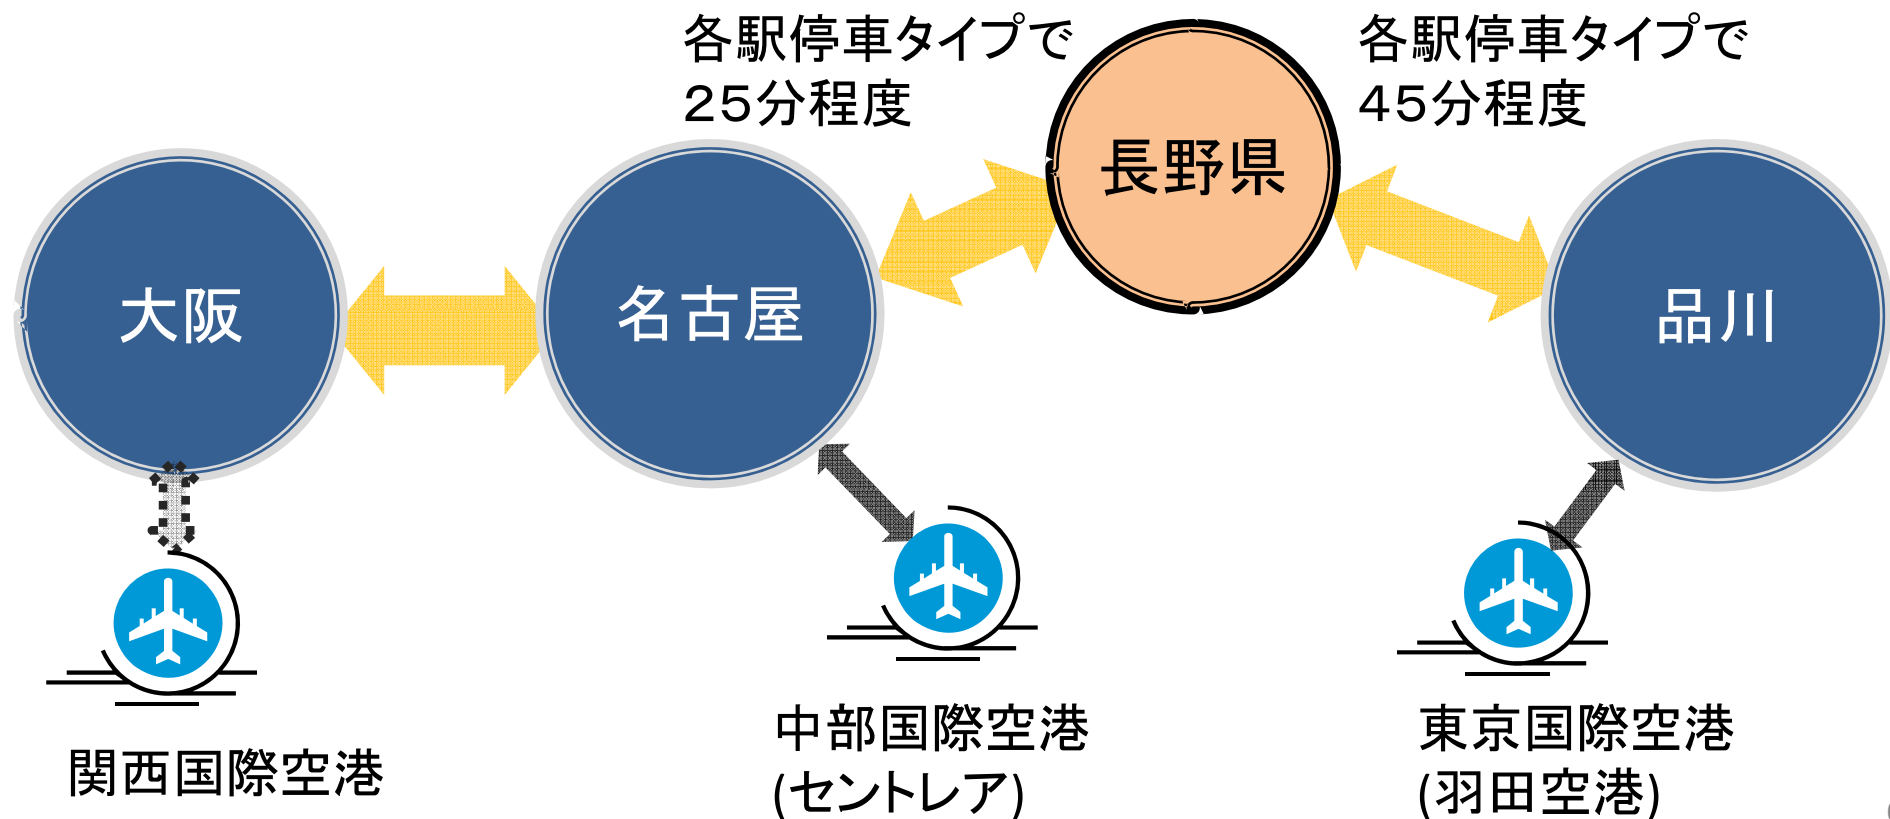 各駅停車タイプで
２５分程度
各駅停車タイプで
４５分程度
長野県
大阪
名古屋
品川
関西国際空港
中部国際空港
(セントレア)
東京国際空港
(羽田空港)